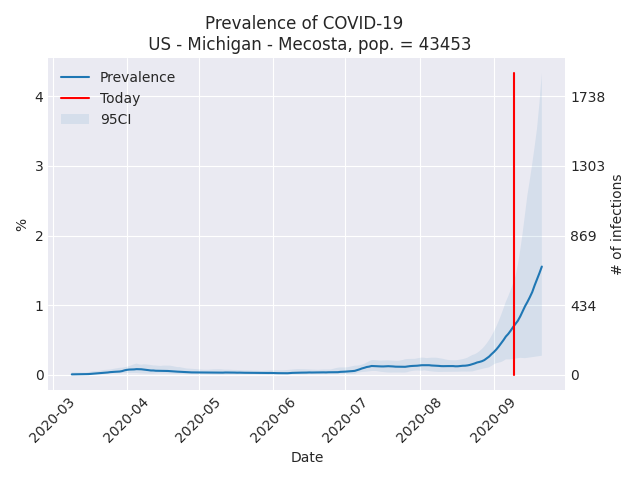 Prevalence of COVID-19
US - Michigan - Mecosta, pop. = 43453
Prevalence
Today
95CI
4
3
2
1
0
%
1738
1303
869
434
0
# of infections
2020-03
2020-04
2020-05
2020-06
2020-07
2020-08
2020-09
Date